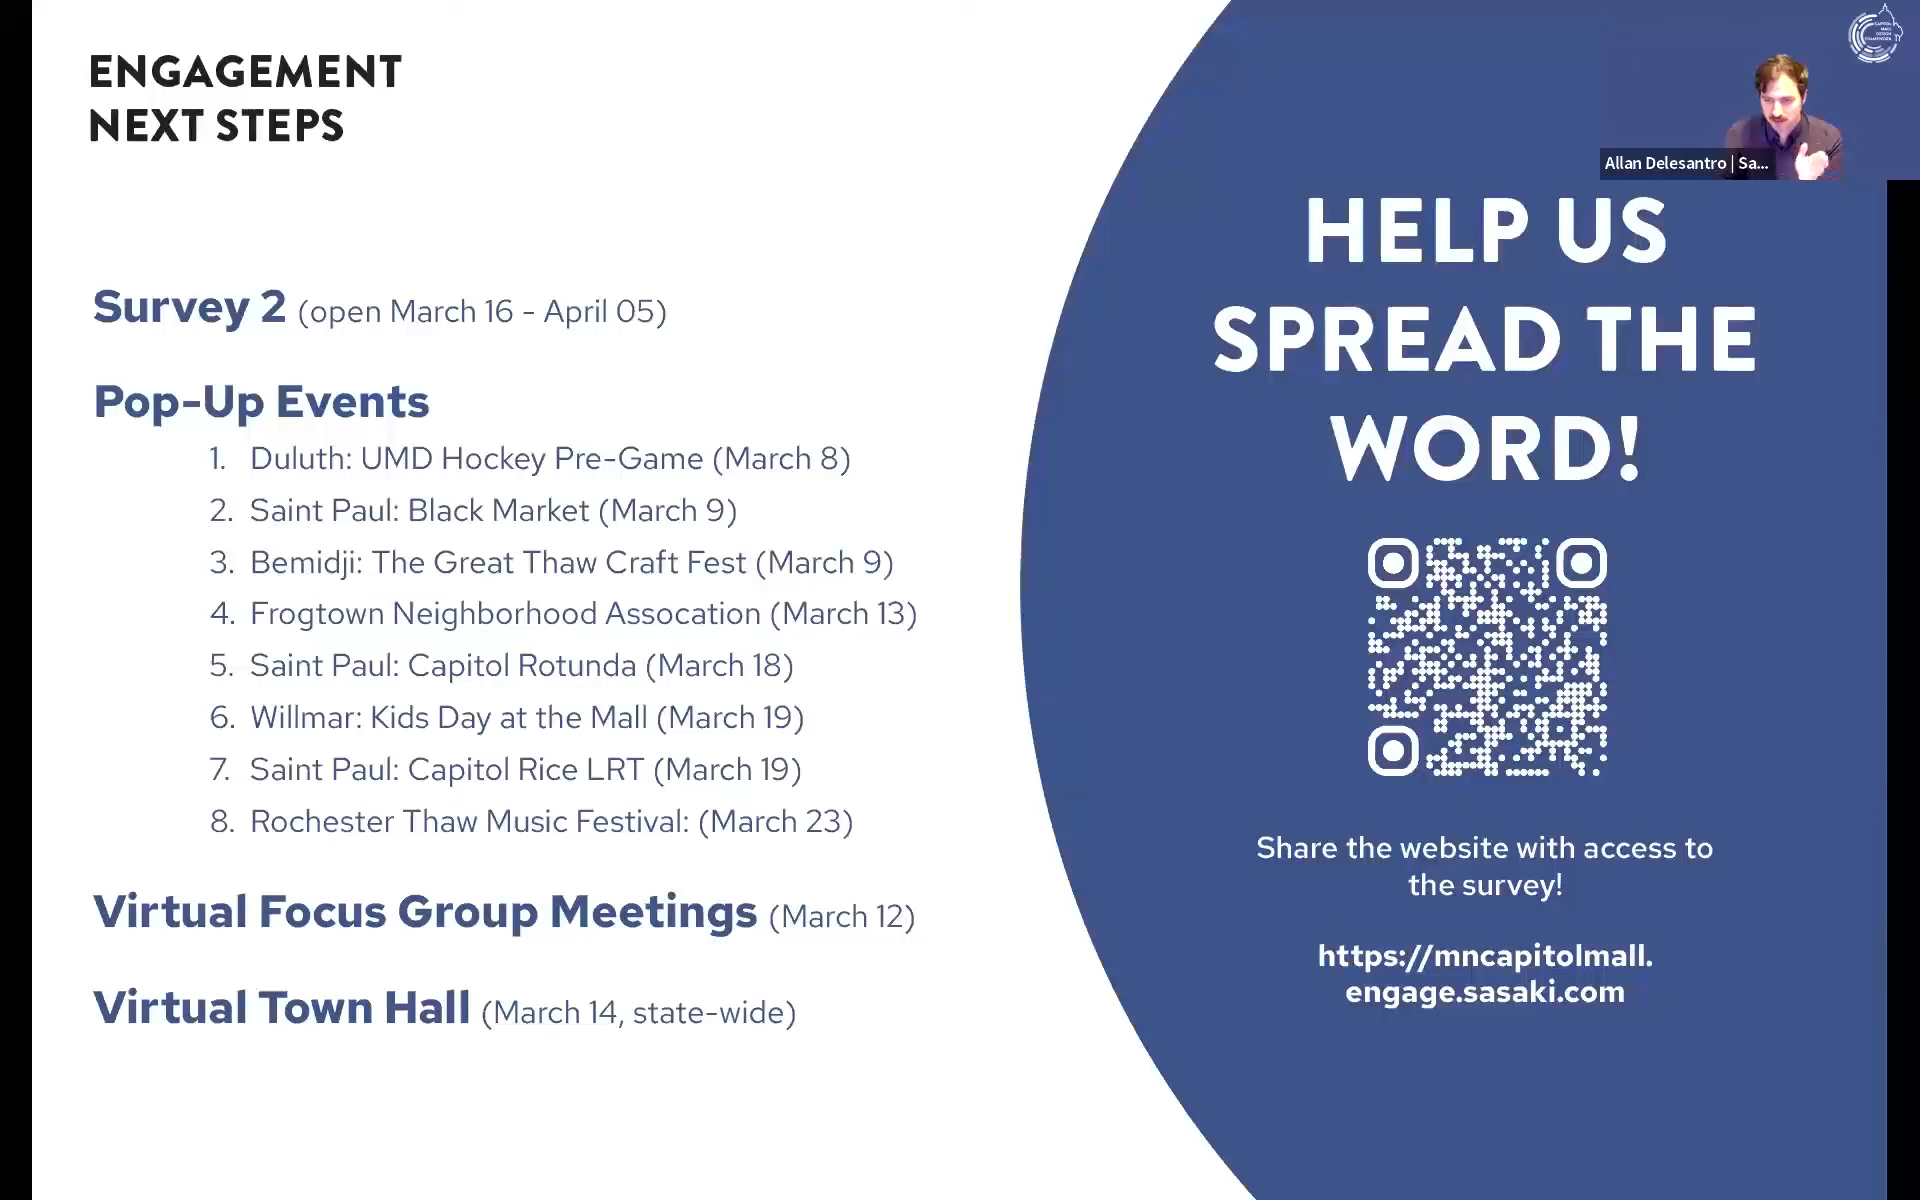 ENGAGEMENT
NEXT STEPS
Survey 2 (open March 16 - April 05)
Pop-Up Events
1. Duluth: UMD Hockey Pre-Game (March 8)
2. Saint Paul: Black Market (March 9)
3. Bemidji: The Great Thaw Craft Fest (March 9)
4. Frogtown Neighborhood Assocation (March 13)
5. Saint Paul: Capitol Rotunda (March 18)
6. Willmar: Kids Day at the Mall (March 19)
7. Saint Paul: Capitol Rice LRT (March 19)
8. Rochester Thaw Music Festival: (March 23)
Virtual Focus Group Meetings (March 12)
Virtual Town Hall (March 14, state-wide)
CAPITOL
MALL
DESIGN
FRAMEWORK
Allan Delesantro | Sa...
HELP US
SPREAD THE
WORD!
Share the website with access to
the survey!
https://mncapitolmall.
engage.sasaki.com